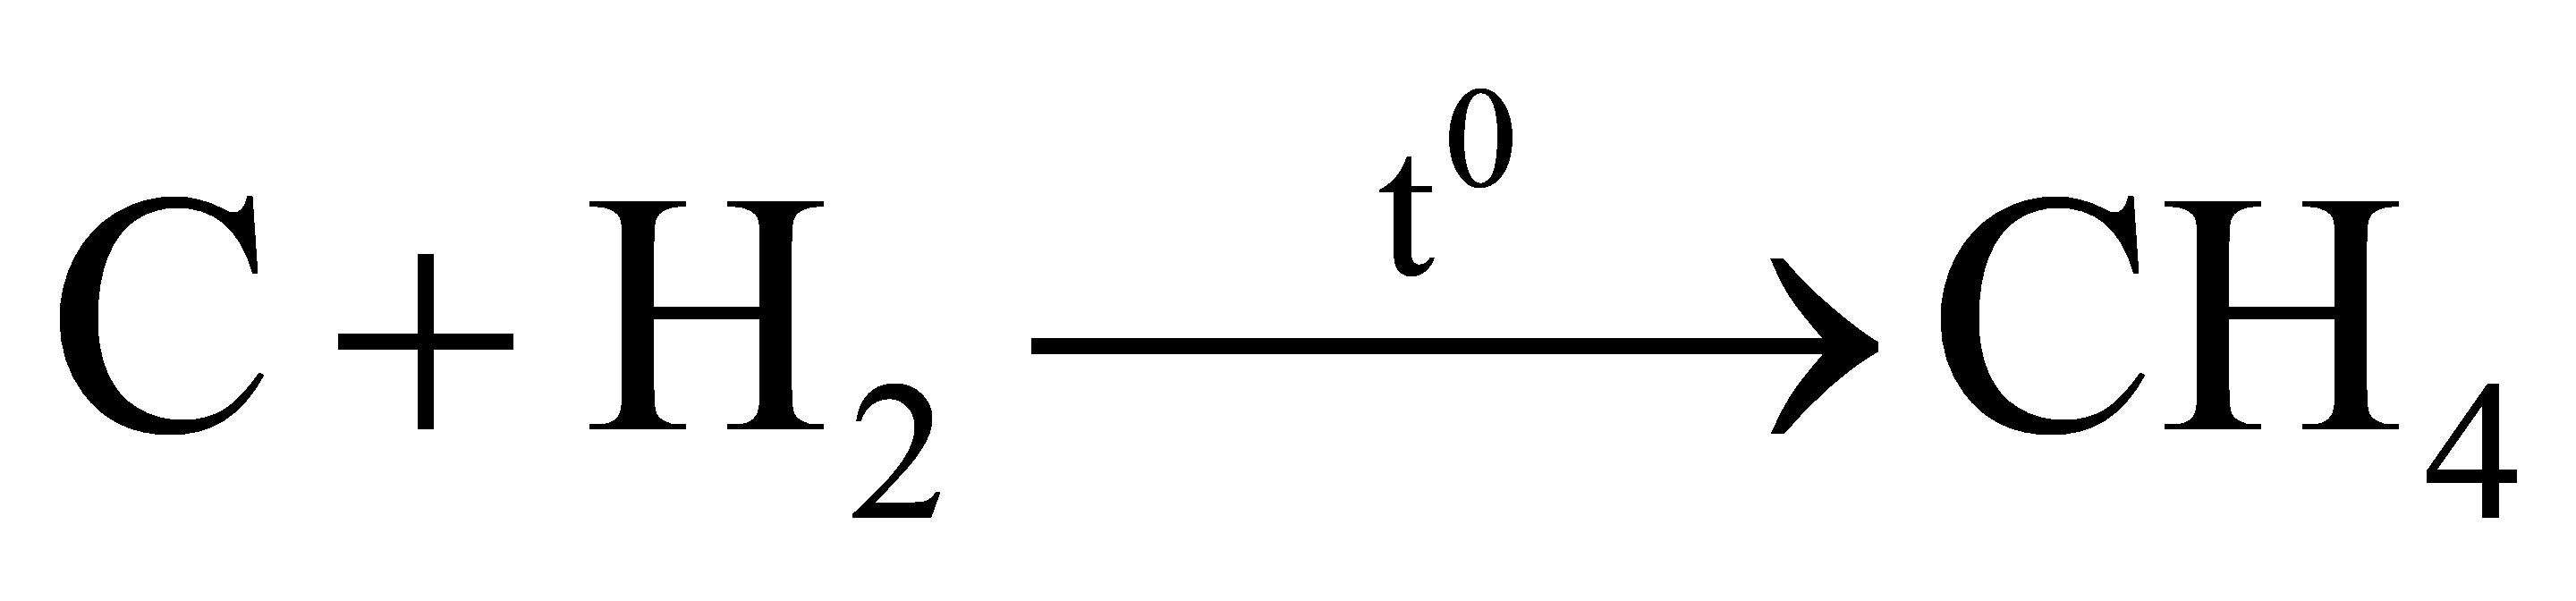 C + H₂ ⟶ t⁰ CH₄